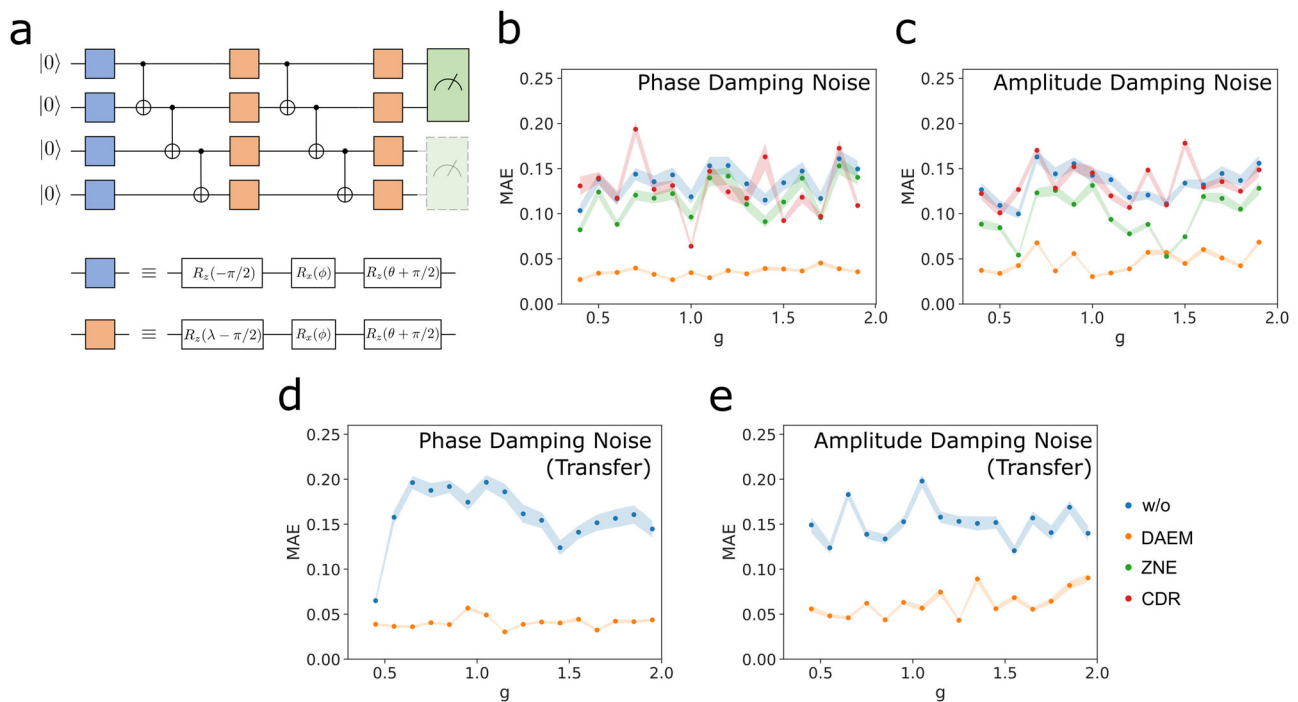 a
|0⟩
|0⟩
|0⟩
|0⟩
≡ R_z(−π/2) R_x(ϕ) R_z(θ + π/2)
≡ R_z(λ − π/2) R_x(ϕ) R_z(θ + π/2)
b
Phase Damping Noise
MAE
0.25
0.20
0.15
0.10
0.05
0.00
0.5 1.0 1.5 2.0
g
c
Amplitude Damping Noise
MAE
0.25
0.20
0.15
0.10
0.05
0.00
0.5 1.0 1.5 2.0
g
d
Phase Damping Noise
(Transfer)
MAE
0.25
0.20
0.15
0.10
0.05
0.00
0.5 1.0 1.5 2.0
g
e
Amplitude Damping Noise
(Transfer)
MAE
0.25
0.20
0.15
0.10
0.05
0.00
0.5 1.0 1.5 2.0
g
w/o
DAEM
ZNE
CDR